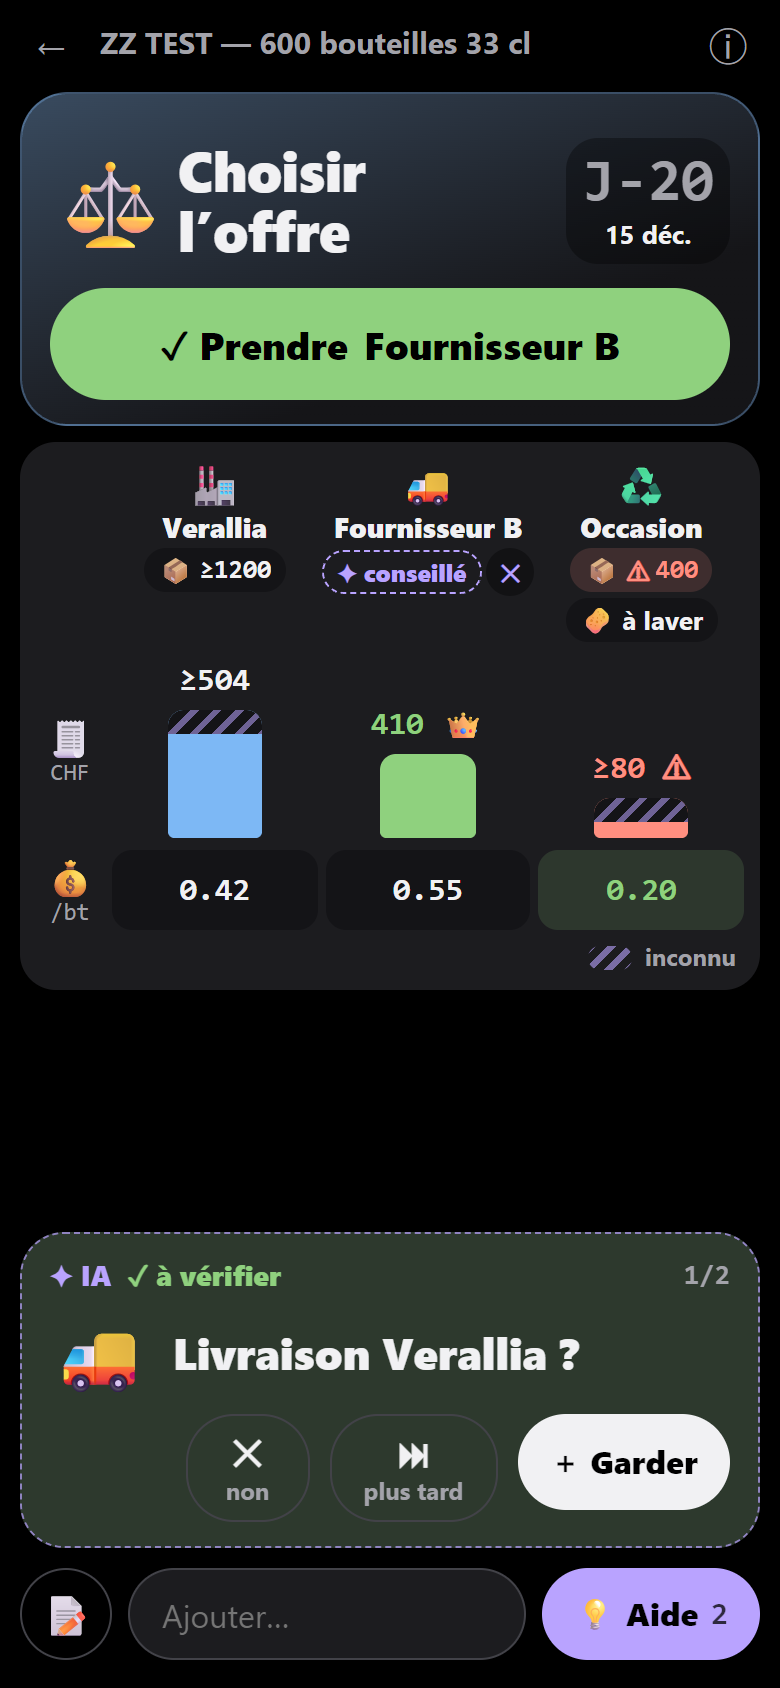 ← ZZ TEST — 600 bouteilles 33 cl ⓘ
Choisir
l’offre
J-20
15 déc.
✓ Prendre Fournisseur B
Verallia
Fournisseur B
Occasion
≥1200
✦ conseillé ×
⚠ 400
à laver
≥504
410
≥80 ⚠
CHF
0.42
0.55
0.20
/bt
inconnu
✦ IA ✓ à vérifier 1/2
Livraison Verallia ?
× non
⏭ plus tard
+ Garder
Ajouter…
Aide 2